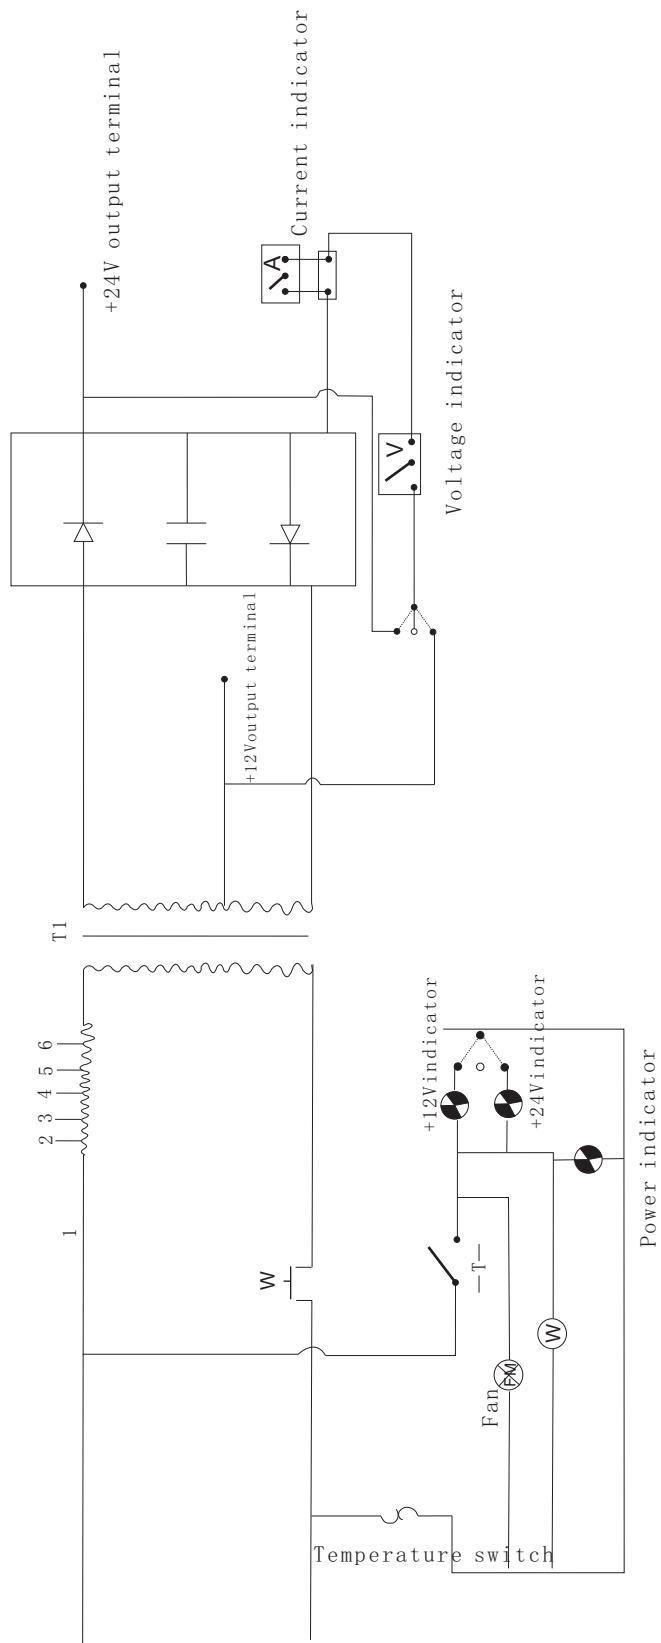 +24V output terminal
Current indicator
A
V
Voltage indicator
+12Voutput terminal
T1
6
5
4
3
2
1
+12Vindicator
+24Vindicator
Power indicator
W
—T—
W
FM
Fan
Temperature switch